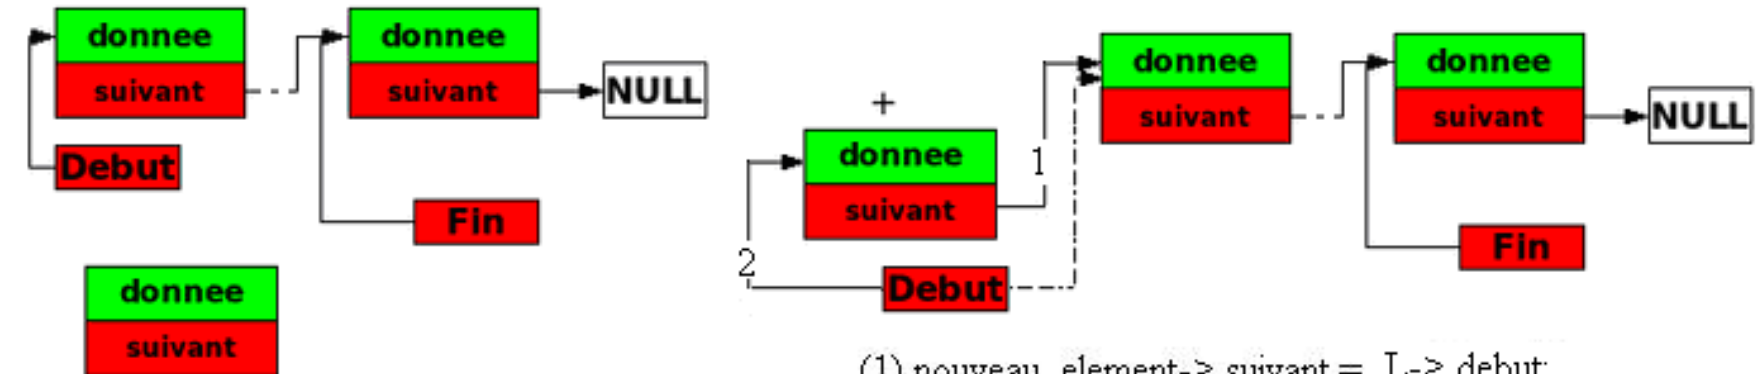 donnee
suivant
donnee
suivant
NULL
Debut
Fin
donnee
suivant
+
donnee
suivant
1
2
Debut
donnee
suivant
donnee
suivant
NULL
Fin
(1) nouveau_element-> suivant = L-> debut;